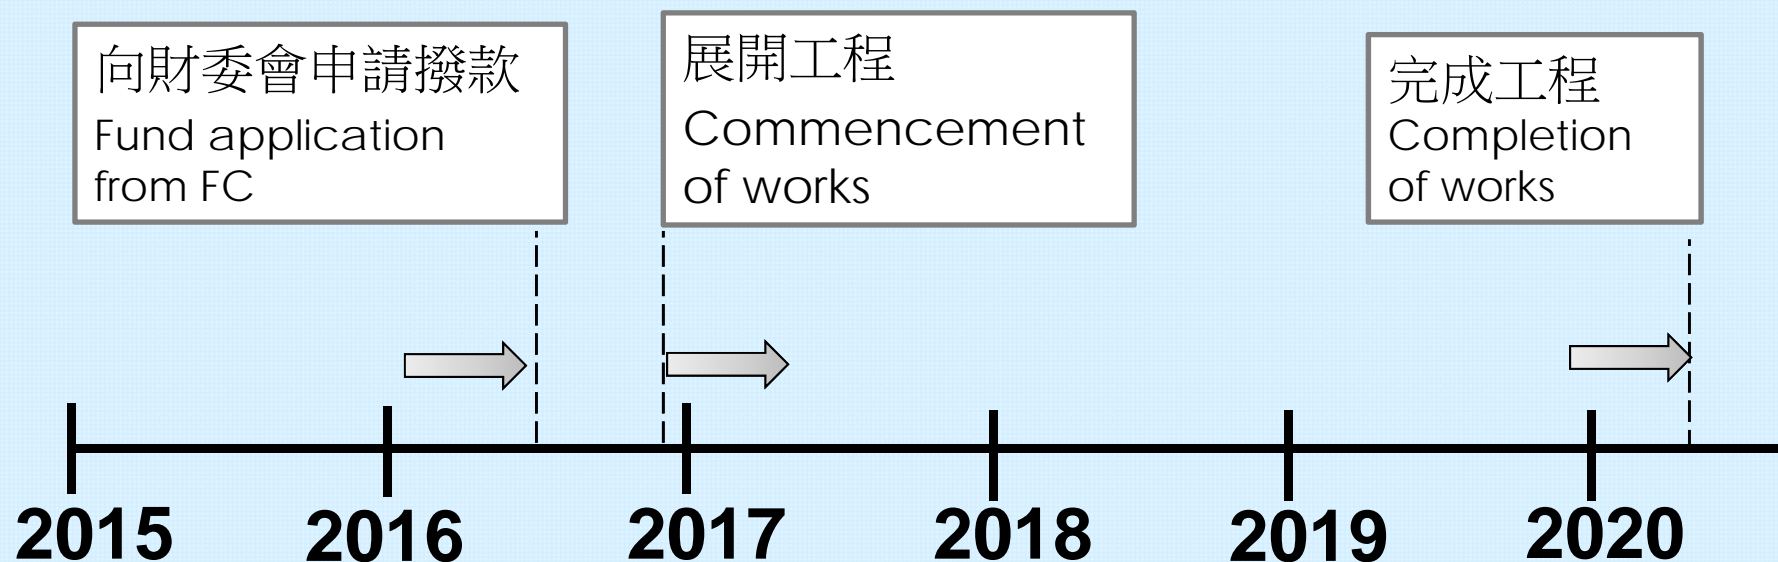 向財委會申請撥款
Fund application
from FC
展開工程
Commencement
of works
完成工程
Completion
of works
2015
2016
2017
2018
2019
2020